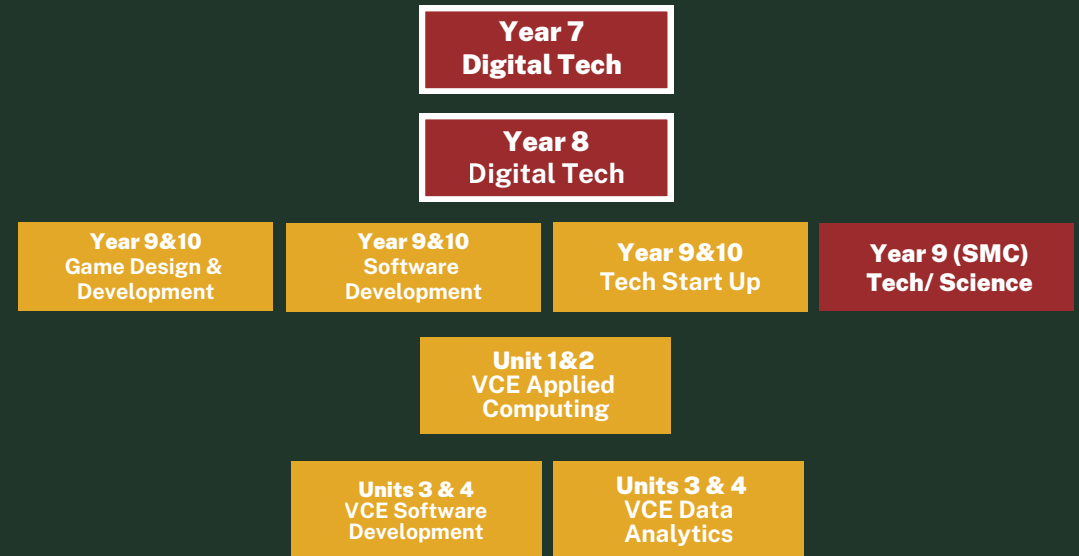 Year 7
Digital Tech
Year 8
Digital Tech
Year 9&10
Game Design &
Development
Year 9&10
Software
Development
Year 9&10
Tech Start Up
Year 9 (SMC)
Tech/ Science
Unit 1&2
VCE Applied
Computing
Units 3 & 4
VCE Software
Development
Units 3 & 4
VCE Data
Analytics